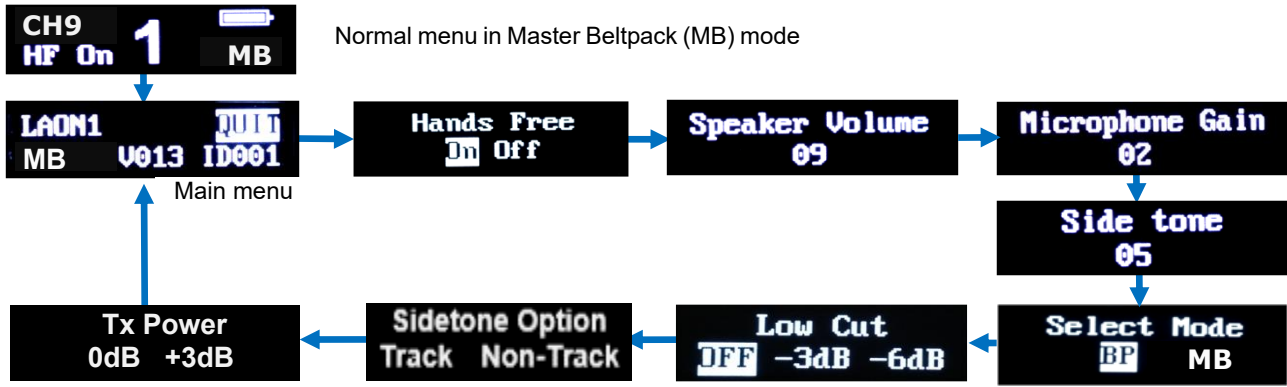 CH9
HF On 1 MB
Normal menu in Master Beltpack (MB) mode
LAON1 QUIT
MB V013 ID001
Main menu
Hands Free
On Off
Speaker Volume
09
Microphone Gain
02
Side tone
05
Select Mode
BP MB
Low Cut
OFF -3dB -6dB
Sidetone Option
Track Non-Track
Tx Power
0dB +3dB